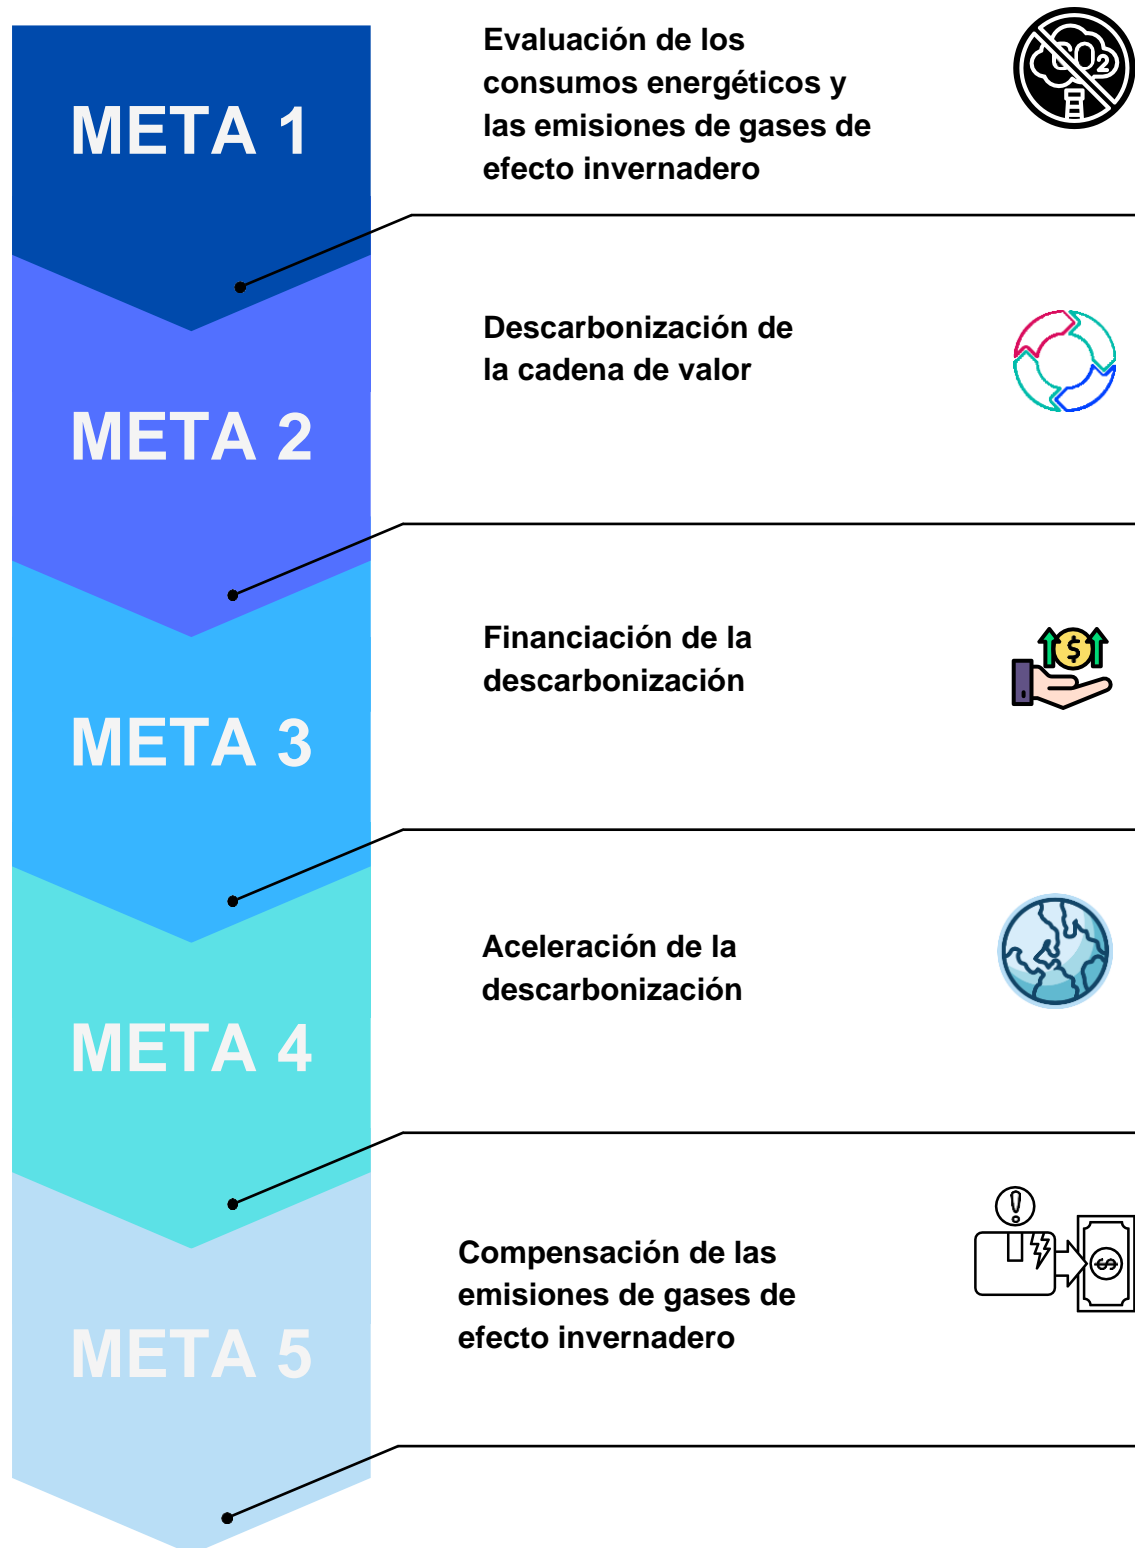 META 1
Evaluación de los
consumos energéticos y
las emisiones de gases de
efecto invernadero
CO2
META 2
Descarbonización de
la cadena de valor
META 3
Financiación de la
descarbonización
$
META 4
Aceleración de la
descarbonización
META 5
Compensación de las
emisiones de gases de
efecto invernadero
!
$